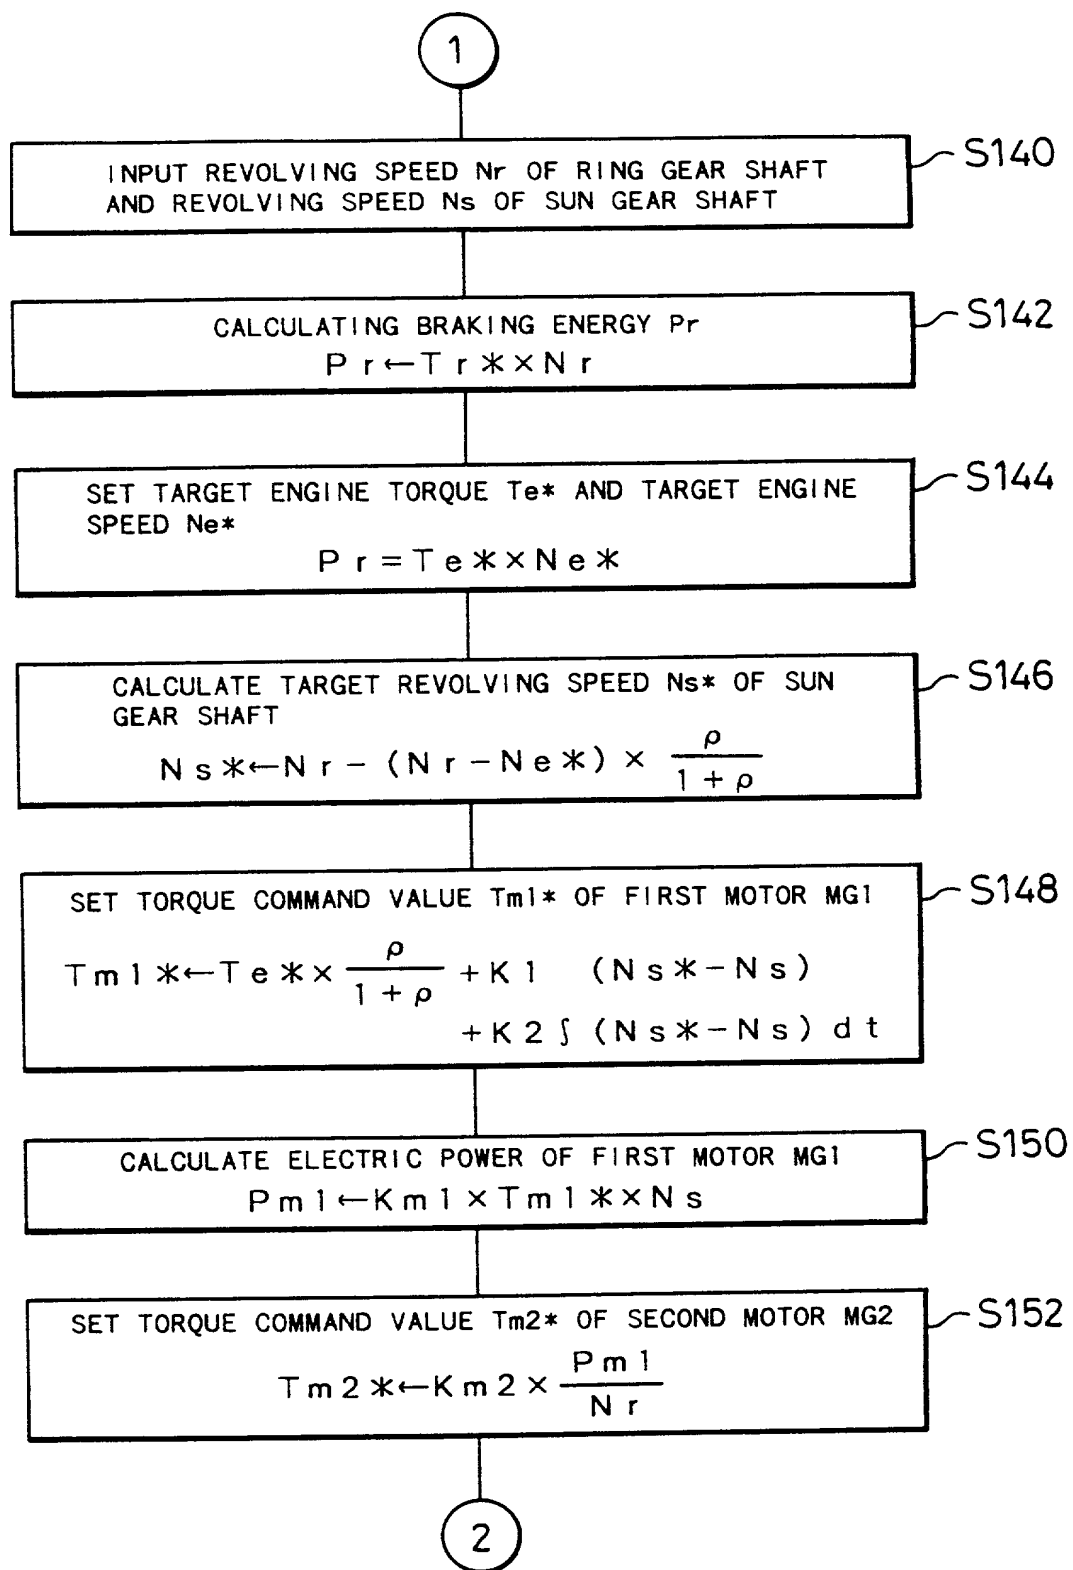 1
INPUT REVOLVING SPEED Nr OF RING GEAR SHAFT
AND REVOLVING SPEED Ns OF SUN GEAR SHAFT
S140
CALCULATING BRAKING ENERGY Pr
Pr←Tr*×Nr
S142
SET TARGET ENGINE TORQUE Te* AND TARGET ENGINE
SPEED Ne*
Pr=Te*×Ne*
S144
CALCULATE TARGET REVOLVING SPEED Ns* OF SUN
GEAR SHAFT
Ns*←Nr-(Nr-Ne*)× ρ/(1+ρ)
S146
SET TORQUE COMMAND VALUE Tm1* OF FIRST MOTOR MG1
Tm1*←Te*× ρ/(1+ρ) +K1 (Ns*-Ns)
+K2∫(Ns*-Ns)dt
S148
CALCULATE ELECTRIC POWER OF FIRST MOTOR MG1
Pm1←Km1×Tm1*×Ns
S150
SET TORQUE COMMAND VALUE Tm2* OF SECOND MOTOR MG2
Tm2*←Km2× Pm1/Nr
S152
2